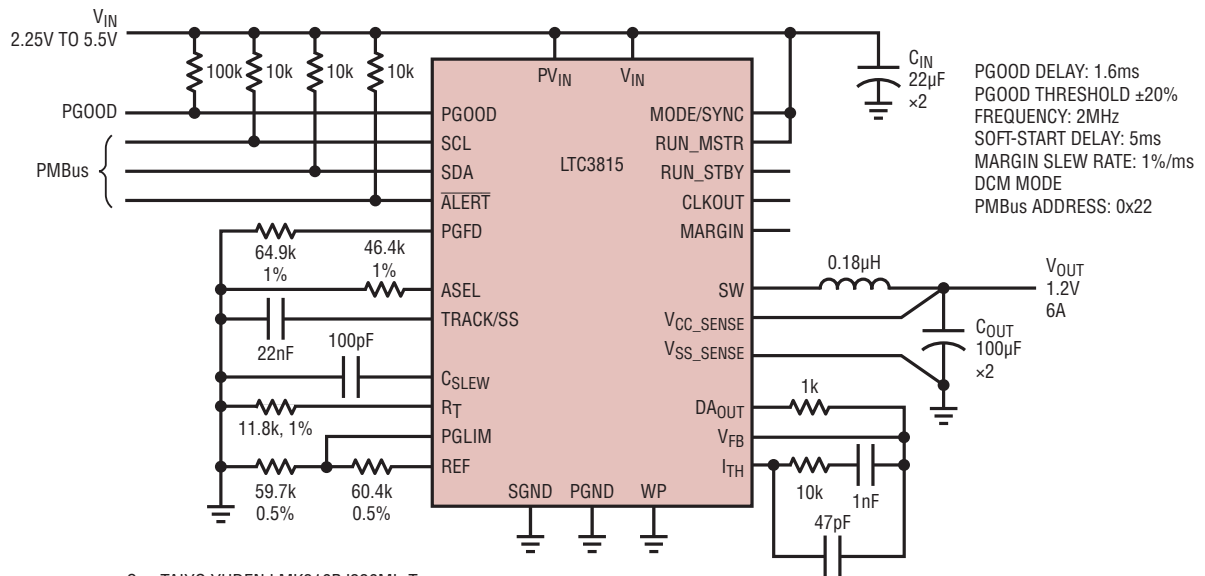 VIN
2.25V TO 5.5V
100k
10k
10k
10k
PGOOD
PMBus
PVIN
VIN
PGOOD
SCL
SDA
ALERT
PGFD
ASEL
TRACK/SS
CSLEW
RT
PGLIM
REF
LTC3815
MODE/SYNC
RUN_MSTR
RUN_STBY
CLKOUT
MARGIN
SW
VCC_SENSE
VSS_SENSE
DAOUT
VFB
ITH
SGND
PGND
WP
64.9k
1%
46.4k
1%
22nF
100pF
11.8k, 1%
59.7k
0.5%
60.4k
0.5%
CIN
22µF
×2
PGOOD DELAY: 1.6ms
PGOOD THRESHOLD ±20%
FREQUENCY: 2MHz
SOFT-START DELAY: 5ms
MARGIN SLEW RATE: 1%/ms
DCM MODE
PMBus ADDRESS: 0x22
0.18µH
VOUT
1.2V
6A
COUT
100µF
×2
1k
10k
1nF
47pF